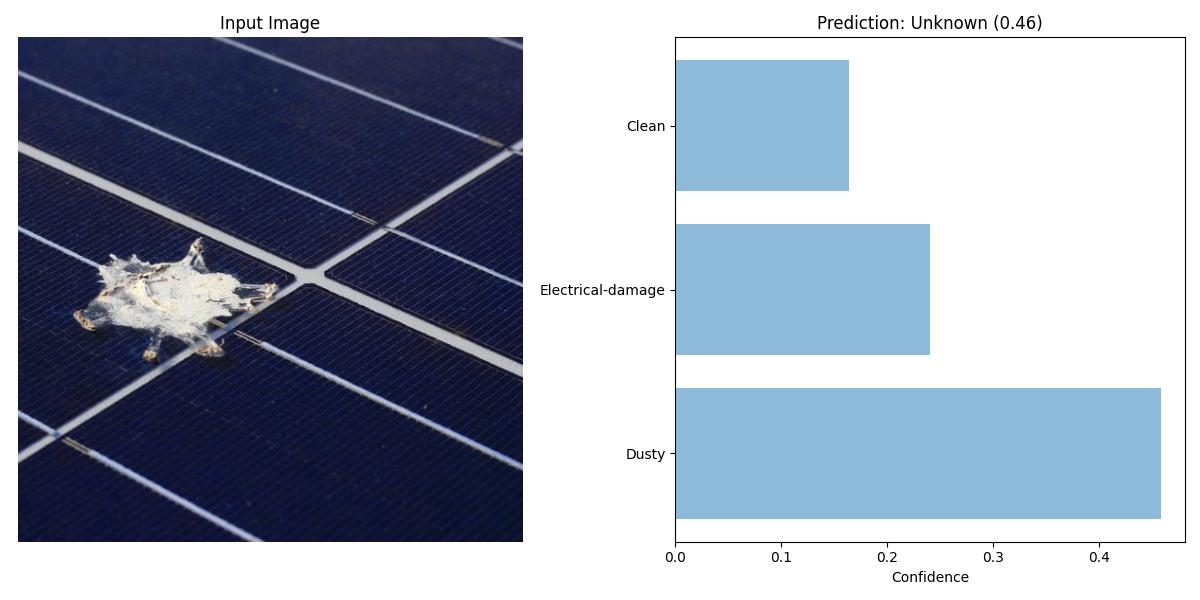 Input Image
Prediction: Unknown (0.46)
Clean
Electrical-damage
Dusty
0.0 0.1 0.2 0.3 0.4
Confidence